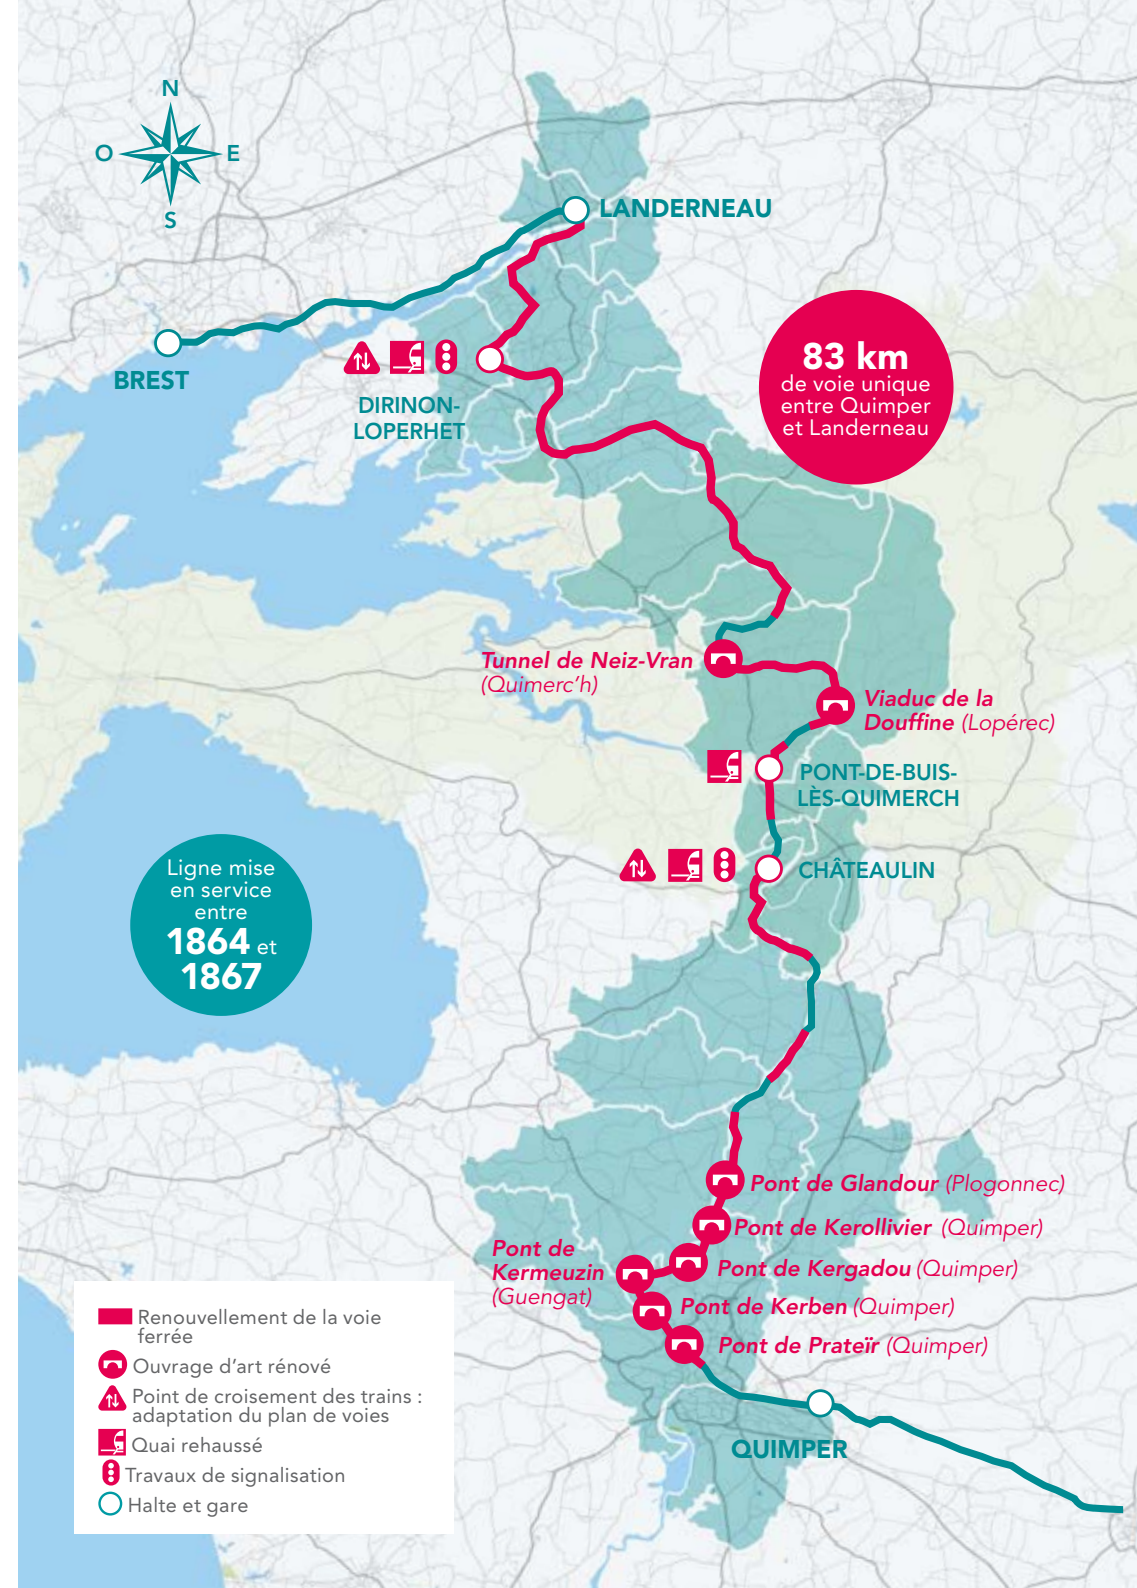 N
O
E
S
LANDERNEAU
BREST
DIRINON-
LOPERHET
83 km
de voie unique
entre Quimper
et Landerneau
Tunnel de Neiz-Vran
(Quimerc’h)
Viaduc de la
Douffine (Lopérec)
PONT-DE-BUIS-
LÈS-QUIMERCH
CHÂTEAULIN
Ligne mise
en service
entre
1864 et
1867
Pont de Glandour (Plogonnec)
Pont de Kerollivier (Quimper)
Pont de
Kermeuzin
(Guengat)
Pont de Kergadou (Quimper)
Pont de Kerben (Quimper)
Pont de Prateïr (Quimper)
QUIMPER
Renouvellement de la voie
ferrée
Ouvrage d’art rénové
Point de croisement des trains :
adaptation du plan de voies
Quai rehaussé
Travaux de signalisation
Halte et gare